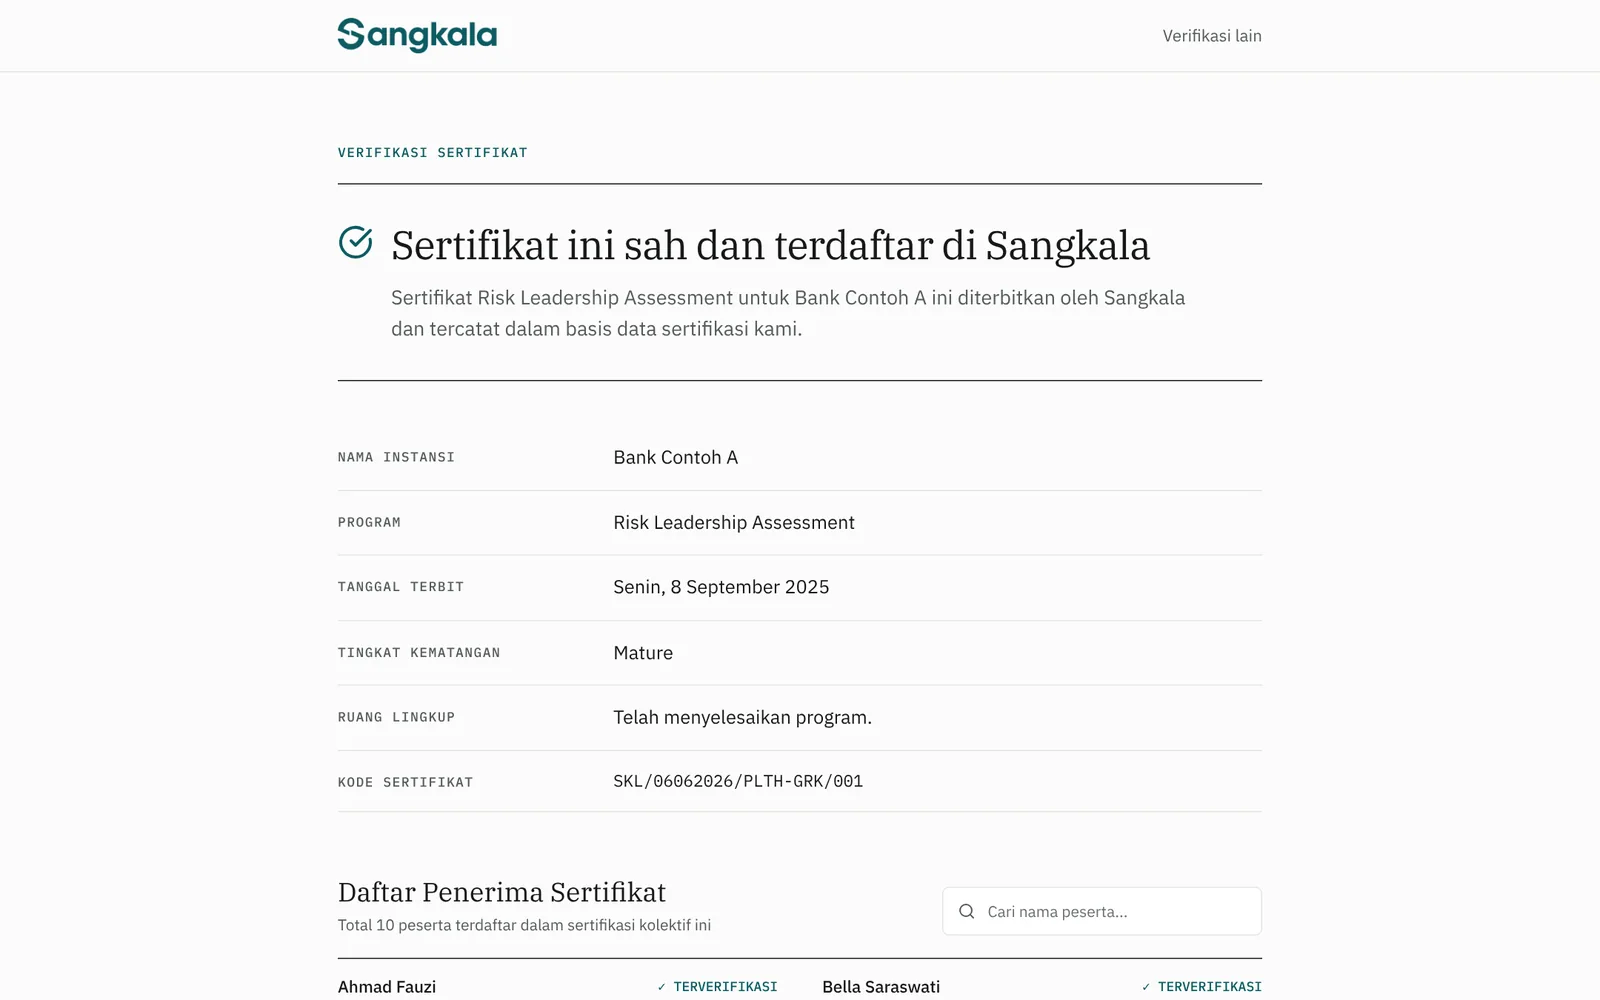 Sangkala
Verifikasi lain
VERIFIKASI SERTIFIKAT
Sertifikat ini sah dan terdaftar di Sangkala
Sertifikat Risk Leadership Assessment untuk Bank Contoh A ini diterbitkan oleh Sangkala
dan tercatat dalam basis data sertifikasi kami.
NAMA INSTANSI
Bank Contoh A
PROGRAM
Risk Leadership Assessment
TANGGAL TERBIT
Senin, 8 September 2025
TINGKAT KEMATANGAN
Mature
RUANG LINGKUP
Telah menyelesaikan program.
KODE SERTIFIKAT
SKL/06062026/PLTH-GRK/001
Daftar Penerima Sertifikat
Total 10 peserta terdaftar dalam sertifikasi kolektif ini
Cari nama peserta...
Ahmad Fauzi
✓ TERVERIFIKASI
Bella Saraswati
✓ TERVERIFIKASI